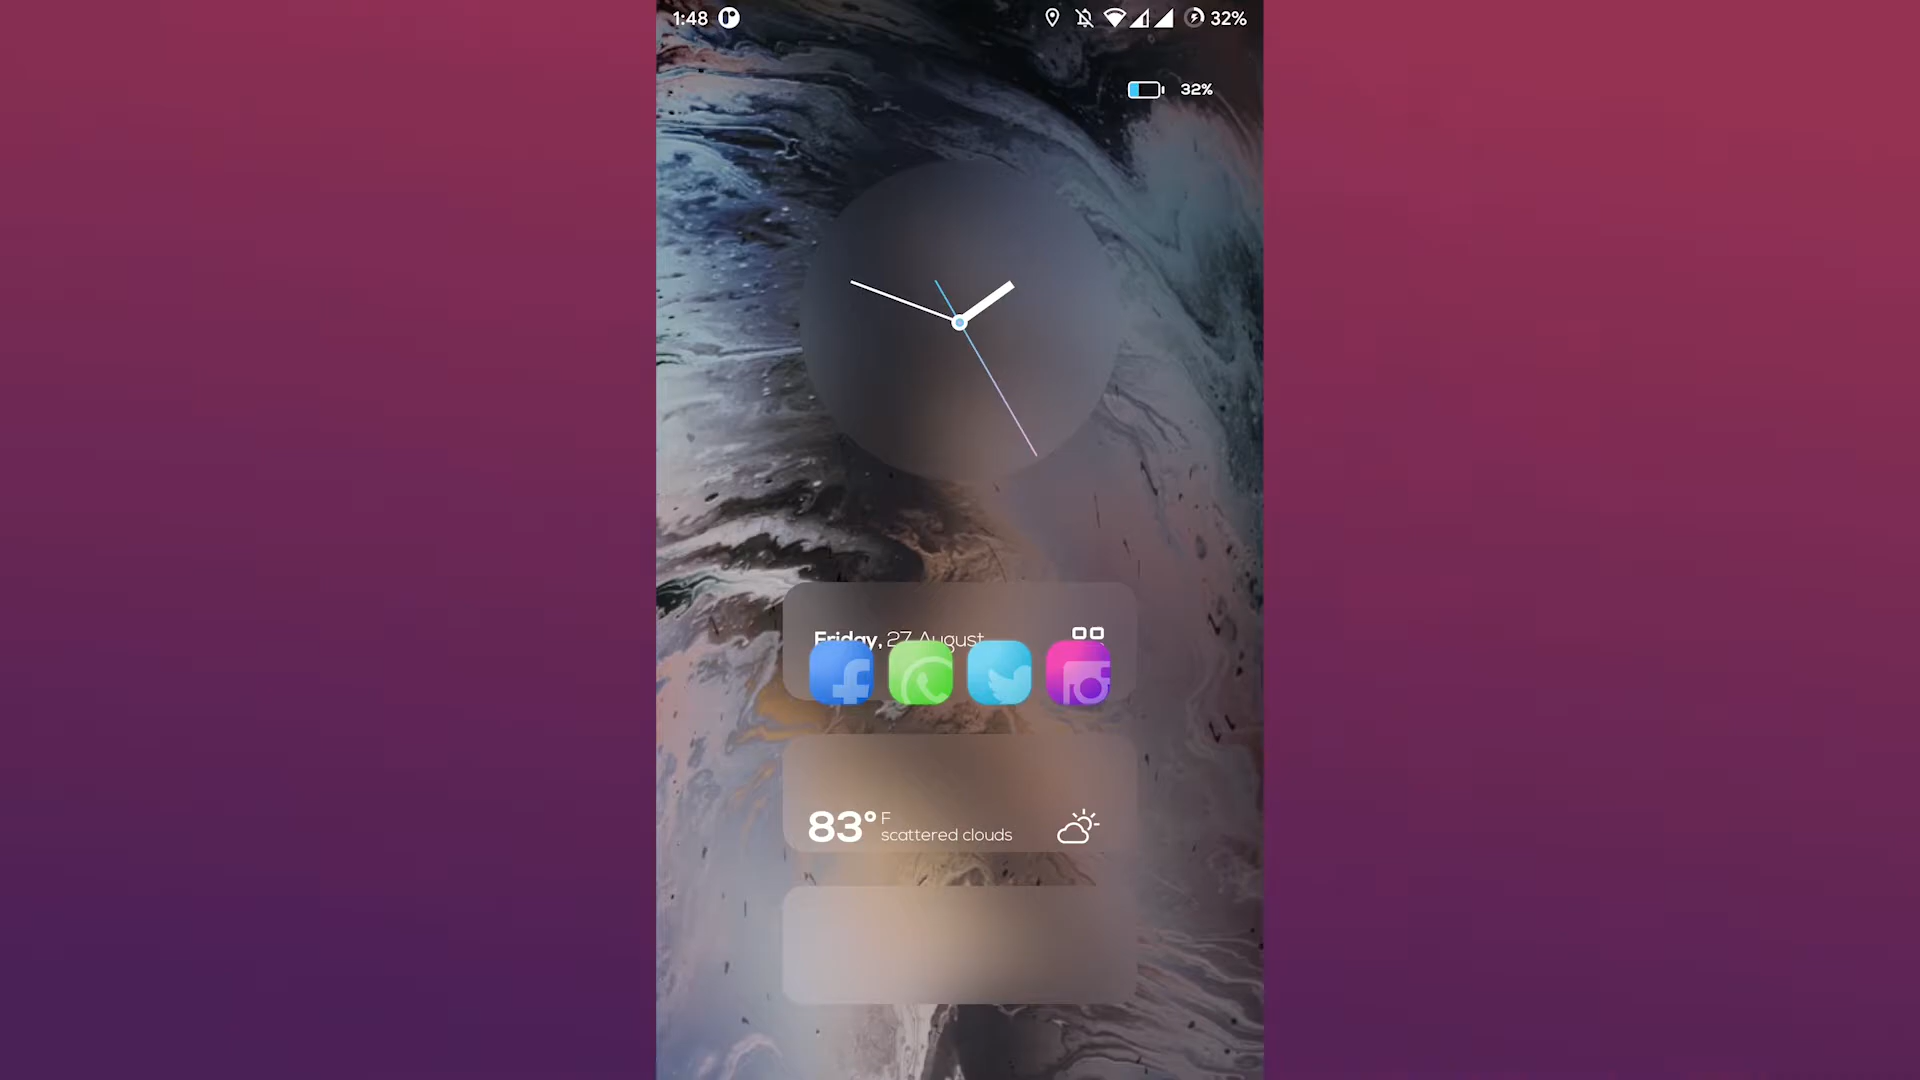 1:48 32%
32%
Friday, 27 August
83° F
scattered clouds